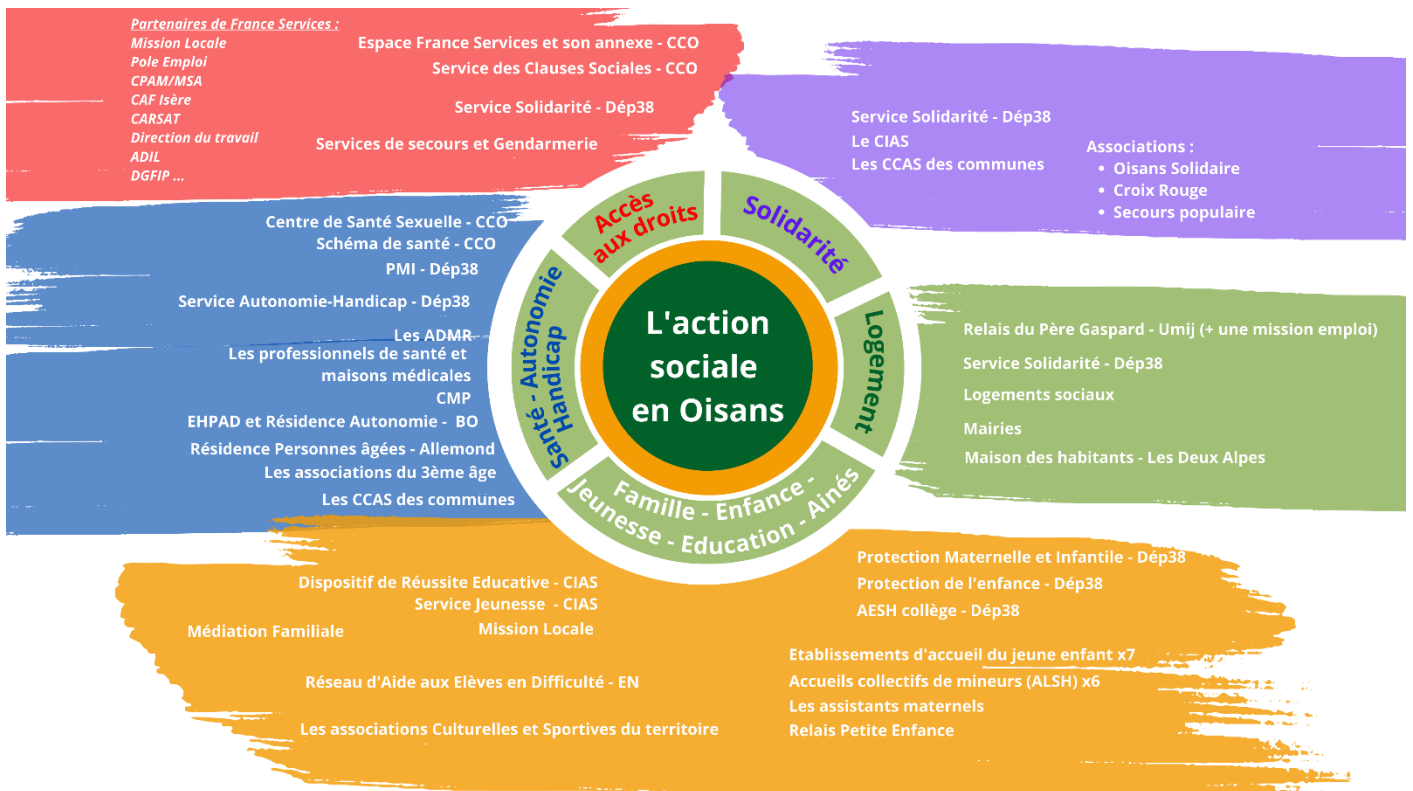 Partenaires de France Services :
Mission Locale
Pole Emploi
CPAM/MSA
CAF Isère
CARSAT
Direction du travail
ADIL
DGFIP ...
Espace France Services et son annexe - CCO
Service des Clauses Sociales - CCO
Service Solidarité - Dép38
Services de secours et Gendarmerie
Service Solidarité - Dép38
Le CIAS
Les CCAS des communes
Associations :
• Oisans Solidaire
• Croix Rouge
• Secours populaire
Centre de Santé Sexuelle - CCO
Schéma de santé - CCO
PMI - Dép38
Service Autonomie-Handicap - Dép38
Les ADMR
Les professionnels de santé et
maisons médicales
CMP
EHPAD et Résidence Autonomie - BO
Résidence Personnes âgées - Allemond
Les associations du 3ème âge
Les CCAS des communes
Accès
aux droits
Solidarité
Logement
Santé - Autonomie
Handicap
Famille - Enfance -
Jeunesse - Education - Ainés
L'action
sociale
en Oisans
Relais du Père Gaspard - Umij (+ une mission emploi)
Service Solidarité - Dép38
Logements sociaux
Mairies
Maison des habitants - Les Deux Alpes
Dispositif de Réussite Educative - CIAS
Service Jeunesse - CIAS
Mission Locale
Médiation Familiale
Réseau d'Aide aux Elèves en Difficulté - EN
Les associations Culturelles et Sportives du territoire
Protection Maternelle et Infantile - Dép38
Protection de l'enfance - Dép38
AESH collège - Dép38
Etablissements d'accueil du jeune enfant x7
Accueils collectifs de mineurs (ALSH) x6
Les assistants maternels
Relais Petite Enfance